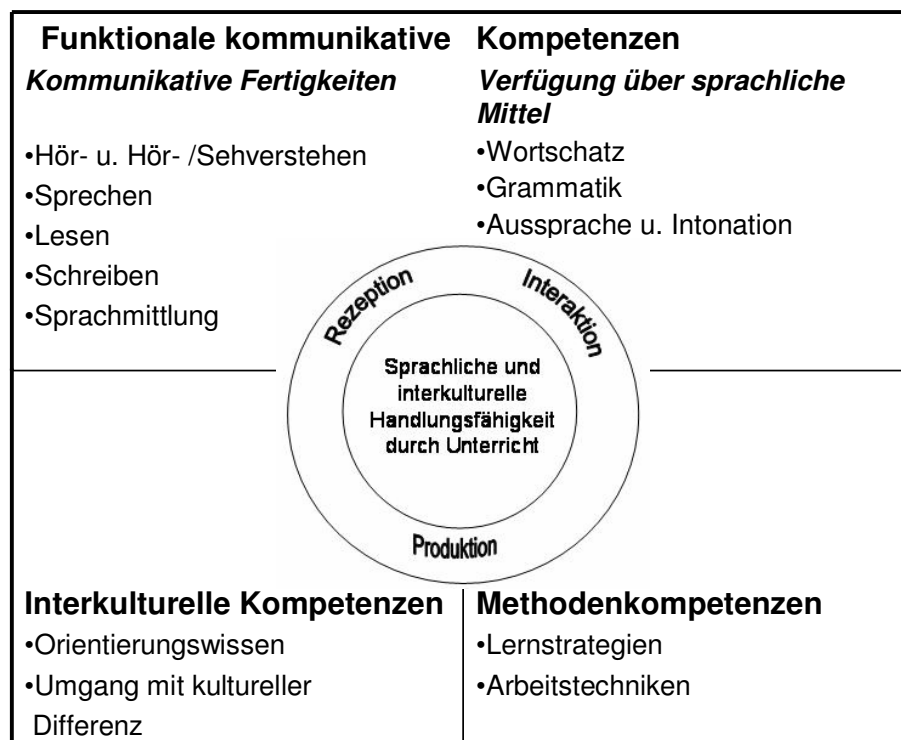 Funktionale kommunikative Kompetenzen
Kommunikative Fertigkeiten
•Hör- u. Hör- /Sehverstehen
•Sprechen
•Lesen
•Schreiben
•Sprachmittlung
Verfügung über sprachliche
Mittel
•Wortschatz
•Grammatik
•Aussprache u. Intonation
Rezeption
Interaktion
Sprachliche und
interkulturelle
Handlungsfähigkeit
durch Unterricht
Produktion
Interkulturelle Kompetenzen
•Orientierungswissen
•Umgang mit kultureller
Differenz
Methodenkompetenzen
•Lernstrategien
•Arbeitstechniken